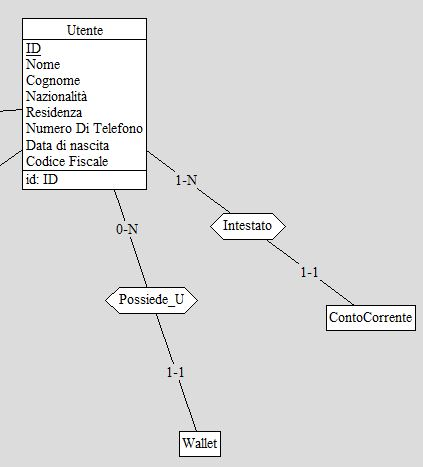 Utente
ID
Nome
Cognome
Nazionalità
Residenza
Numero Di Telefono
Data di nascita
Codice Fiscale
id: ID
1-N
0-N
Intestato
1-1
Possiede_U
ContoCorrente
1-1
Wallet